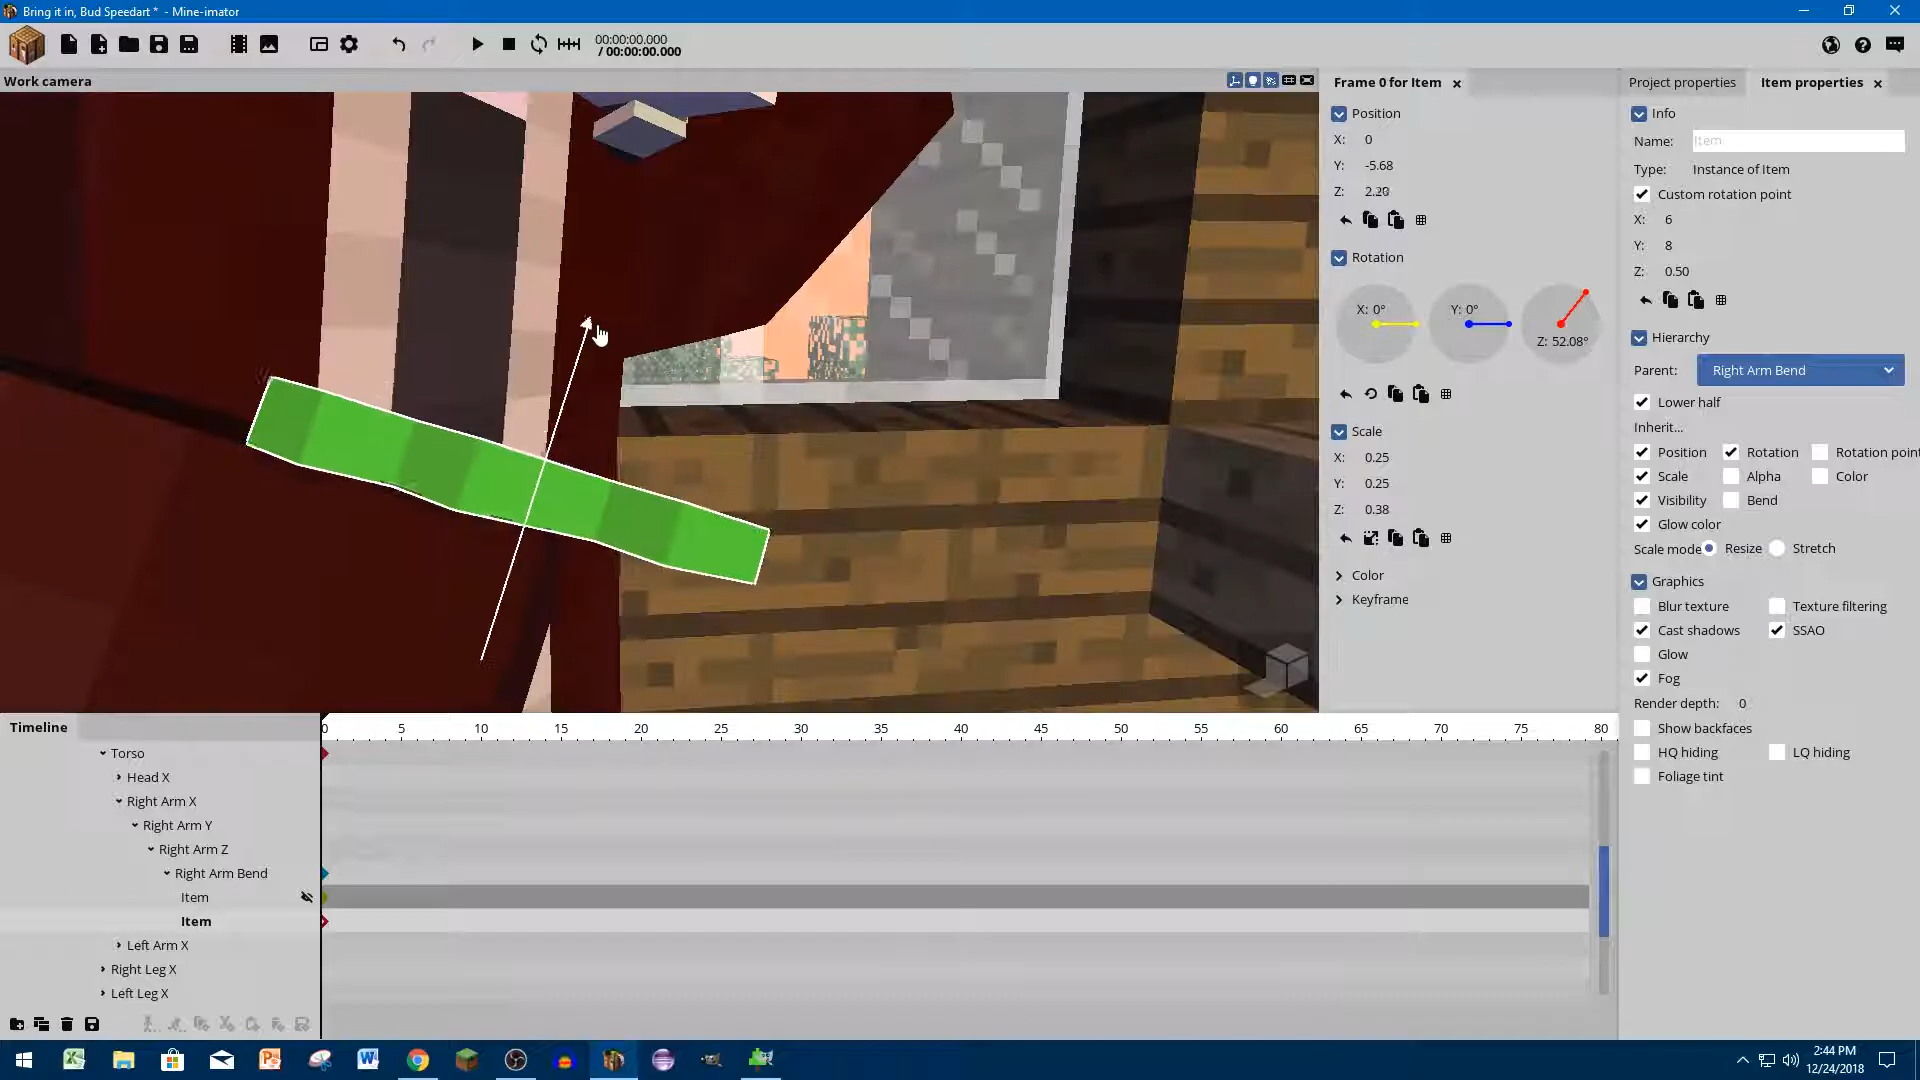 Bring it in, Bud Speedart * - Mine-imator
00:00:00.000
/ 00:00:00.000
Work camera
Frame 0 for Item
Position
X: 0
Y: -5.68
Z: 2.20
Rotation
X: 0°
Y: 0°
Z: 52.08°
Scale
X: 0.25
Y: 0.25
Z: 0.38
Color
Keyframe
Project properties
Item properties
Info
Name: Item
Type: Instance of Item
Custom rotation point
X: 6
Y: 8
Z: 0.50
Hierarchy
Parent: Right Arm Bend
Lower half
Inherit...
Position Rotation Rotation point
Scale Alpha Color
Visibility Bend
Glow color
Scale mode Resize Stretch
Graphics
Blur texture Texture filtering
Cast shadows SSAO
Glow
Fog
Render depth: 0
Show backfaces
HQ hiding LQ hiding
Foliage tint
Timeline
0 5 10 15 20 25 30 35 40 45 50 55 60 65 70 75 80
Torso
Head X
Right Arm X
Right Arm Y
Right Arm Z
Right Arm Bend
Item
Item
Left Arm X
Right Leg X
Left Leg X
2:44 PM
12/24/2018